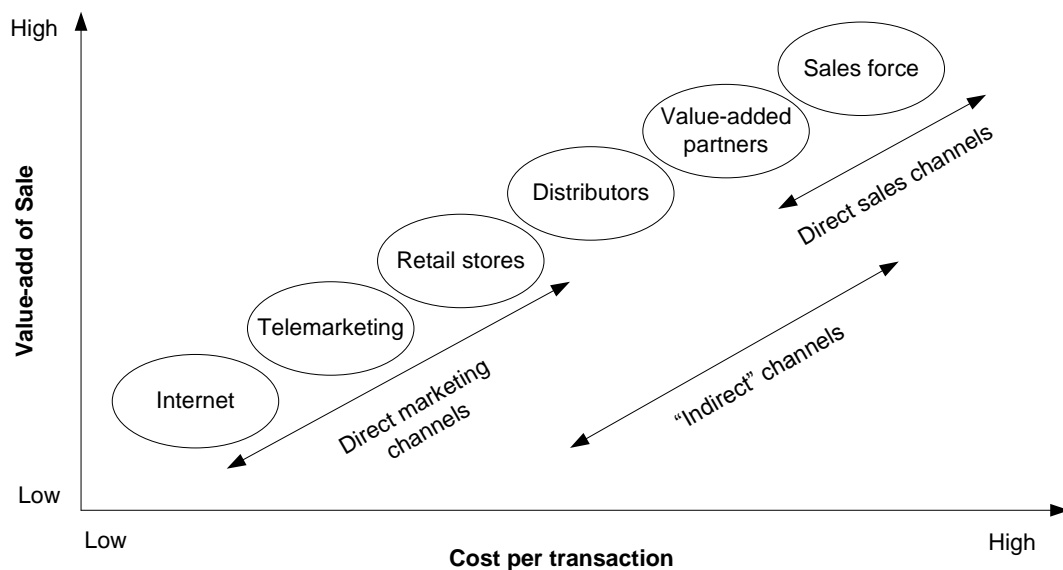 High
Sales force
Value-added
partners
Distributors
Direct sales channels
Value-add of Sale
Retail stores
Telemarketing
“Indirect” channels
Internet
Direct marketing
channels
Low
Low
High
Cost per transaction